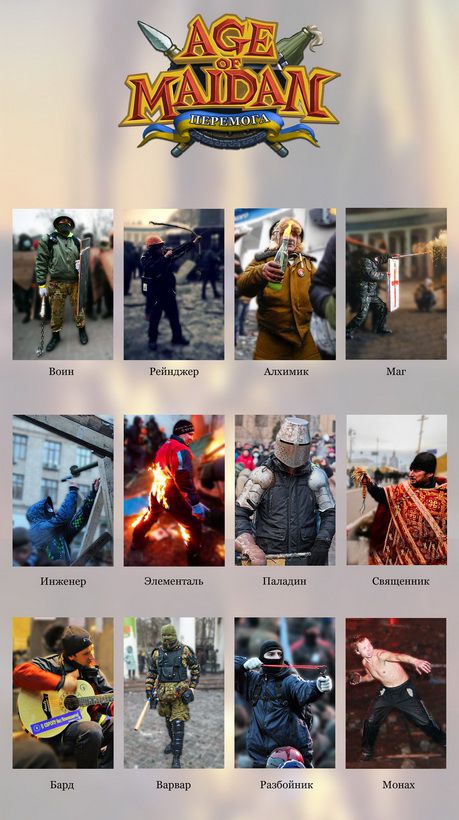 AGE
OF
MAIDAN
ПЕРЕМОГА
Воин
Рейнджер
Алхимик
Маг
Инженер
Элементаль
Паладин
Священник
Бард
Варвар
Разбойник
Монах